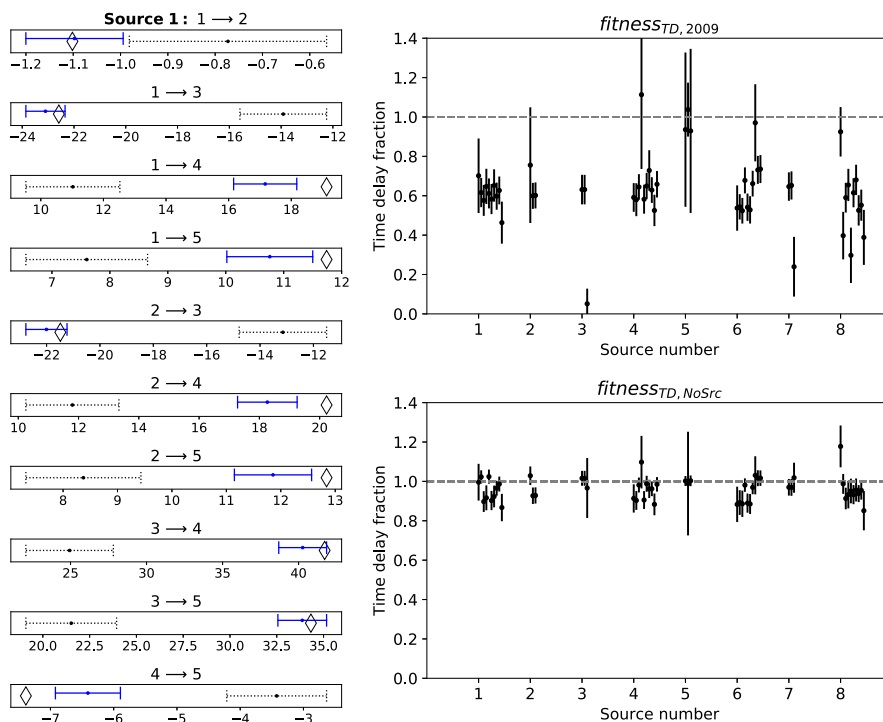 Source 1: 1 ⟶ 2
−1.2 −1.1 −1.0 −0.9 −0.8 −0.7 −0.6
1 ⟶ 3
−24 −22 −20 −18 −16 −14 −12
1 ⟶ 4
10 12 14 16 18
1 ⟶ 5
7 8 9 10 11 12
2 ⟶ 3
−22 −20 −18 −16 −14 −12
2 ⟶ 4
10 12 14 16 18 20
2 ⟶ 5
8 9 10 11 12 13
3 ⟶ 4
25 30 35 40
3 ⟶ 5
20.0 22.5 25.0 27.5 30.0 32.5 35.0
4 ⟶ 5
−7 −6 −5 −4 −3
fitness_{TD, 2009}
Time delay fraction
1.4
1.2
1.0
0.8
0.6
0.4
0.2
0.0
1 2 3 4 5 6 7 8
Source number
fitness_{TD, NoSrc}
Time delay fraction
1.4
1.2
1.0
0.8
0.6
0.4
0.2
0.0
1 2 3 4 5 6 7 8
Source number